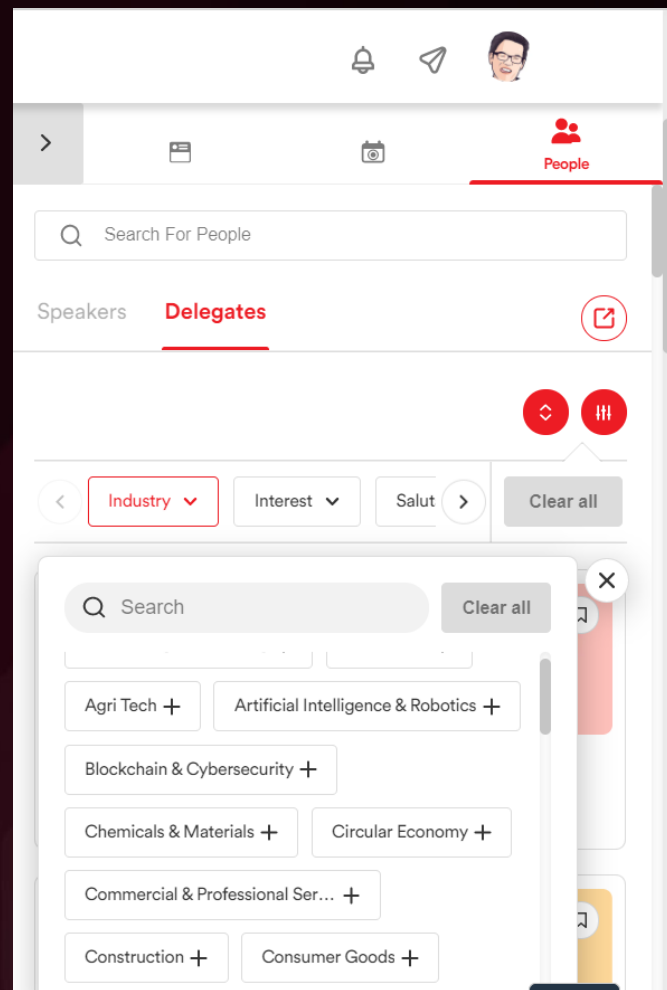 People
Search For People
Speakers Delegates
Industry Interest Salut Clear all
Search Clear all
Agri Tech Artificial Intelligence & Robotics
Blockchain & Cybersecurity
Chemicals & Materials Circular Economy
Commercial & Professional Ser...
Construction Consumer Goods